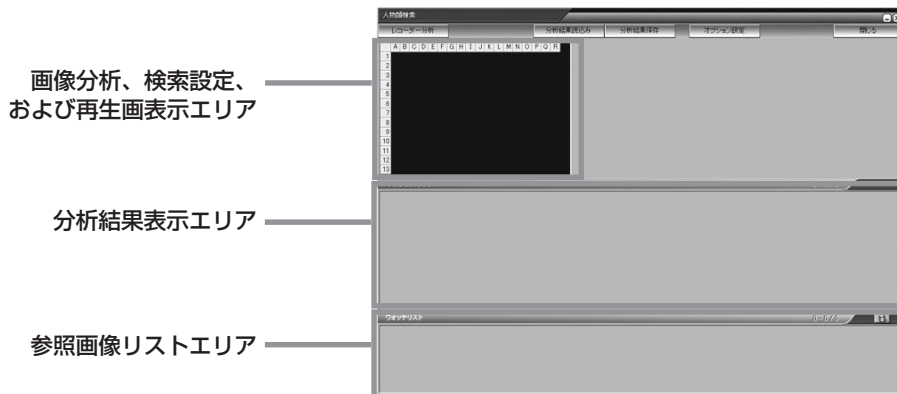 人物顔検索
レコーダー分析 分析結果読込み 分析結果保存 オプション設定 閉じる
A B C D E F G H I J K L M N O P Q R
1
2
3
4
5
6
7
8
9
10
11
12
13
画像分析、検索設定、
および再生画表示エリア
分析結果表示エリア
ウォッチリスト
参照画像リストエリア